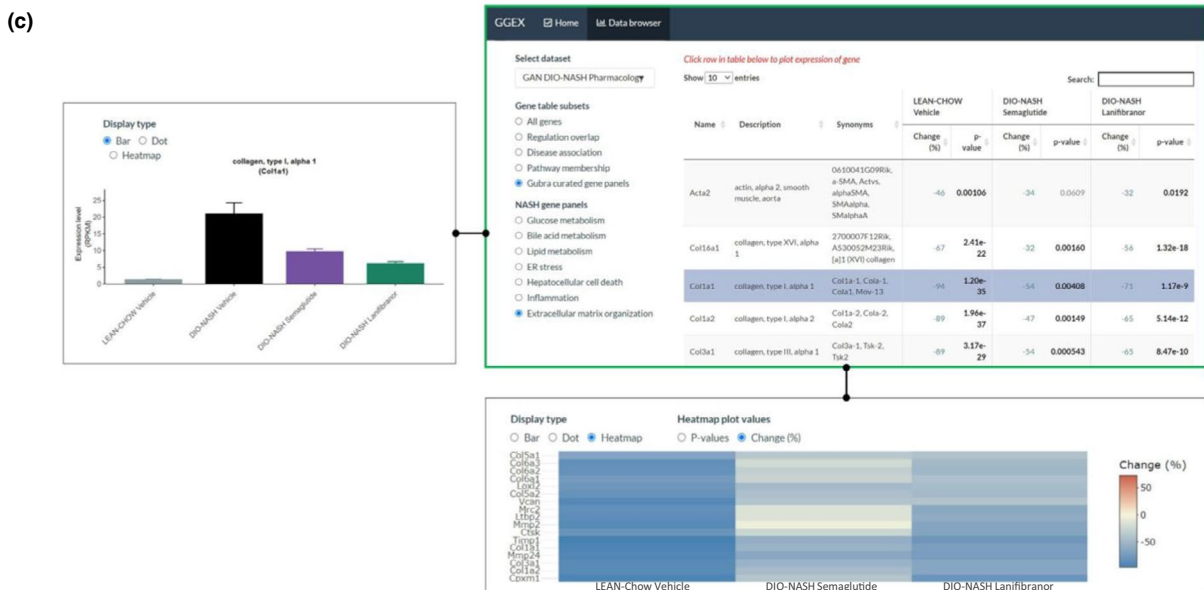 (c)
Display type
Bar Dot
Heatmap
collagen, type I, alpha 1
(Col1a1)
Expression level
(RPKM)
25
20
15
10
5
0
LEAN-CHOW Vehicle
DIO-NASH Vehicle
DIO-NASH Semaglutide
DIO-NASH Lanifibranor
GGEX Home Data browser
Select dataset
GAN DIO-NASH Pharmacology
Gene table subsets
All genes
Regulation overlap
Disease association
Pathway membership
Gubra curated gene panels
NASH gene panels
Glucose metabolism
Bile acid metabolism
Lipid metabolism
ER stress
Hepatocellular cell death
Inflammation
Extracellular matrix organization
Click row in table below to plot expression of gene
Show 10 entries
Search:
LEAN-CHOW Vehicle DIO-NASH Semaglutide DIO-NASH Lanifibranor
Name Description Synonyms Change (%) p-value Change (%) p-value Change (%) p-value
Acta2 actin, alpha 2, smooth muscle, aorta 0610041G09Rik, a-SMA, Actvs, alphaSMA, SMAalpha, SMalphaA -46 0.00106 -34 0.0609 -32 0.0192
Col16a1 collagen, type XVI, alpha 1 2700007F12Rik, A530052M23Rik, [a]1 (XVI) collagen -67 2.41e-22 -32 0.00160 -56 1.32e-18
Col1a1 collagen, type I, alpha 1 Col1a-1, Cola-1, Cola1, Mov-13 -94 1.20e-35 -54 0.00408 -71 1.17e-9
Col1a2 collagen, type I, alpha 2 Col1a-2, Cola-2, Cola2 -89 1.96e-37 -47 0.00149 -65 5.14e-12
Col3a1 collagen, type III, alpha 1 Col3a-1, Tsk-2, Tsk2 -89 3.17e-29 -54 0.000543 -65 8.47e-10
Display type
Bar Dot Heatmap
Heatmap plot values
P-values Change (%)
Col5a1
Col6a3
Col6a2
Col6a1
Loxl2
Col5a2
Vcan
Mrc2
Ltbp2
Mmp2
Ctsk
Timp1
Col1a1
Mmp24
Col3a1
Col1a2
Cpxm1
LEAN-Chow Vehicle
DIO-NASH Semaglutide
DIO-NASH Lanifibranor
Change (%)
50
0
-50